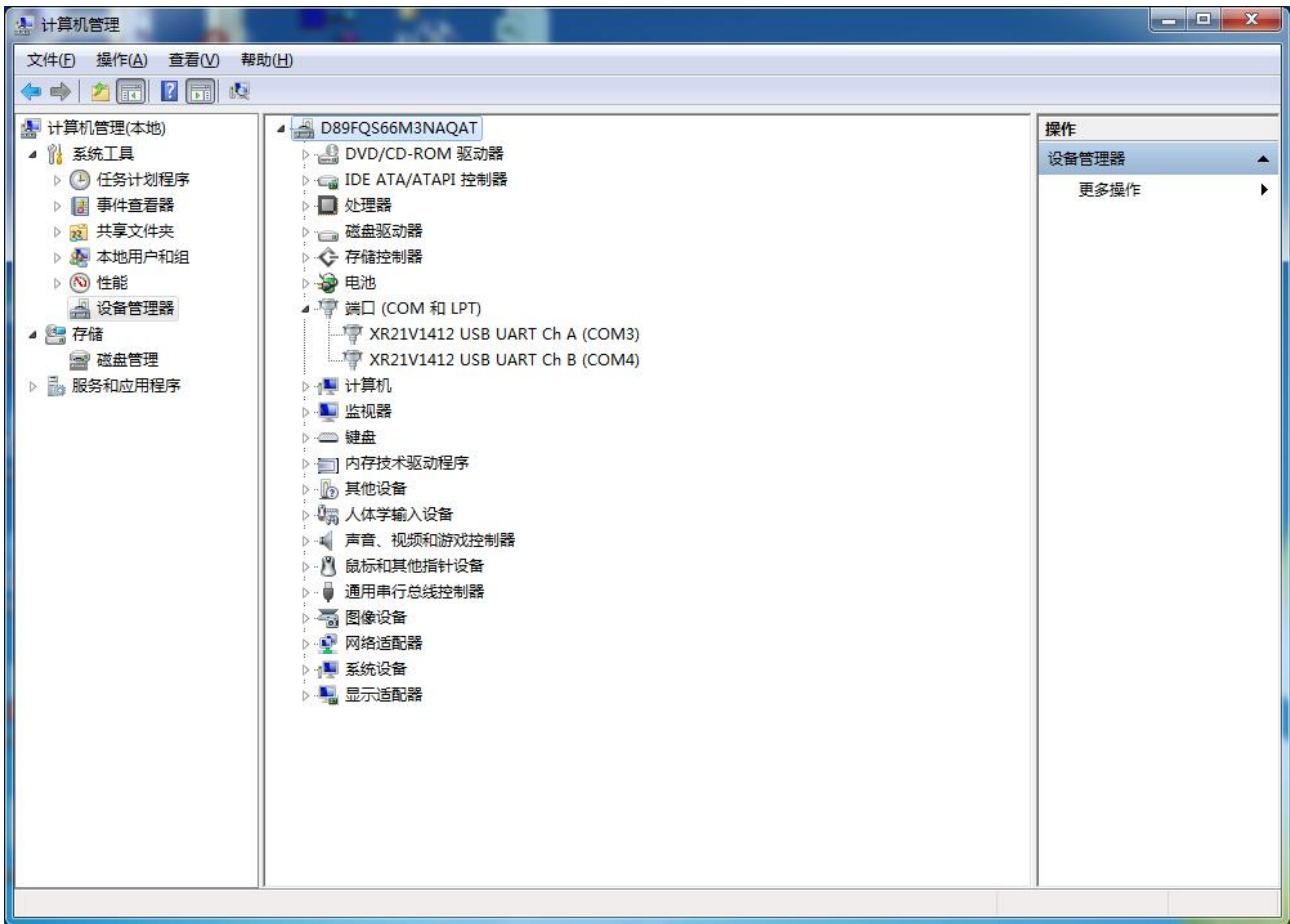 计算机管理
文件(F) 操作(A) 查看(V) 帮助(H)
计算机管理(本地)
系统工具
任务计划程序
事件查看器
共享文件夹
本地用户和组
性能
设备管理器
存储
磁盘管理
服务和应用程序
D89FQS66M3NAQAT
DVD/CD-ROM 驱动器
IDE ATA/ATAPI 控制器
处理器
磁盘驱动器
存储控制器
电池
端口 (COM 和 LPT)
XR21V1412 USB UART Ch A (COM3)
XR21V1412 USB UART Ch B (COM4)
计算机
监视器
键盘
内存技术驱动程序
其他设备
人体学输入设备
声音、视频和游戏控制器
鼠标和其他指针设备
通用串行总线控制器
图像设备
网络适配器
系统设备
显示适配器
操作
设备管理器
更多操作